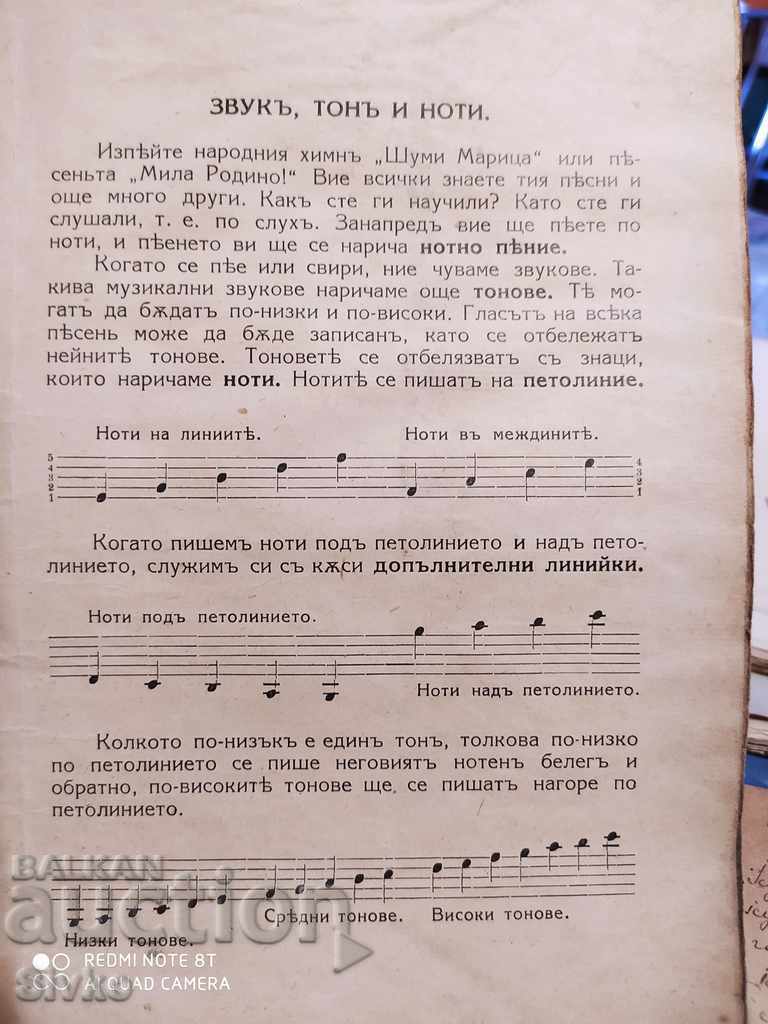 ЗВУКЪ, ТОНЪ И НОТИ.
Изпѣйте народния химнъ „Шуми Марица“ или пѣ-
сеньта „Мила Родино!“ Вие всички знаете тия пѣсни и
още много други. Какъ сте ги научили? Като сте ги
слушали, т. е. по слухъ. Занапредъ вие ще пѣете по
ноти, и пѣенето ви ще се нарича нотно пѣние.
Когато се пѣе или свири, ние чуваме звукове. Та-
кива музикални звукове наричаме още тонове. Тѣ мо-
гатъ да бѫдатъ по-низки и по-високи. Гласътъ на всѣка
пѣсень може да бѫде записанъ, като се отбележатъ
нейнитѣ тонове. Тоноветѣ се отбелязватъ съ знаци,
които наричаме ноти. Нотитѣ се пишатъ на петолиние.
Ноти на линиитѣ. Ноти въ междинитѣ.
5
4 4
3 3
2 2
1 1
Когато пишемъ ноти подъ петолинието и надъ пето-
линието, служимъ си съ кѫси допълнителни линийки.
Ноти подъ петолинието.
Ноти надъ петолинието.
Колкото по-низъкъ е единъ тонъ, толкова по-низко
по петолинието се пише неговиятъ нотенъ белегъ и
обратно, по-високитѣ тонове ще се пишатъ нагоре по
петолинието.
BALKAN
auction
Низки тонове. Срѣдни тонове. Високи тонове.
REDMI NOTE 8T
AI QUAD CAMERA
Sivko